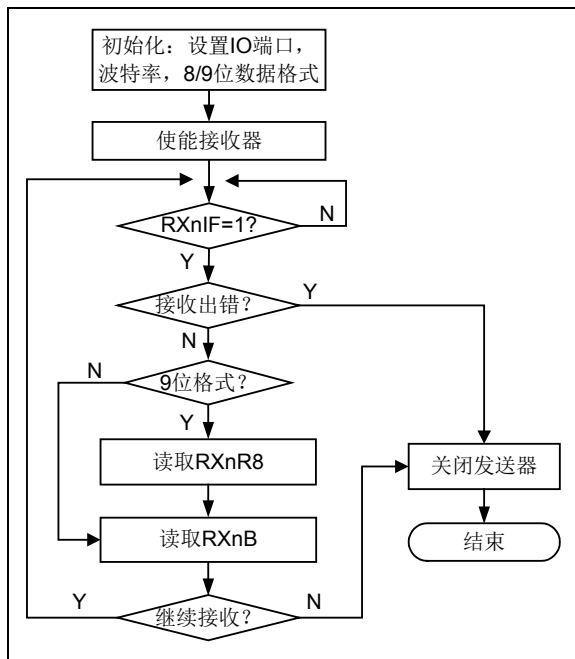 初始化：设置IO端口，
波特率，8/9位数据格式
使能接收器
RXnIF=1?
N
Y
接收出错？
Y
N
9位格式？
N
Y
读取RXnR8
关闭发送器
读取RXnB
结束
继续接收？
Y
N